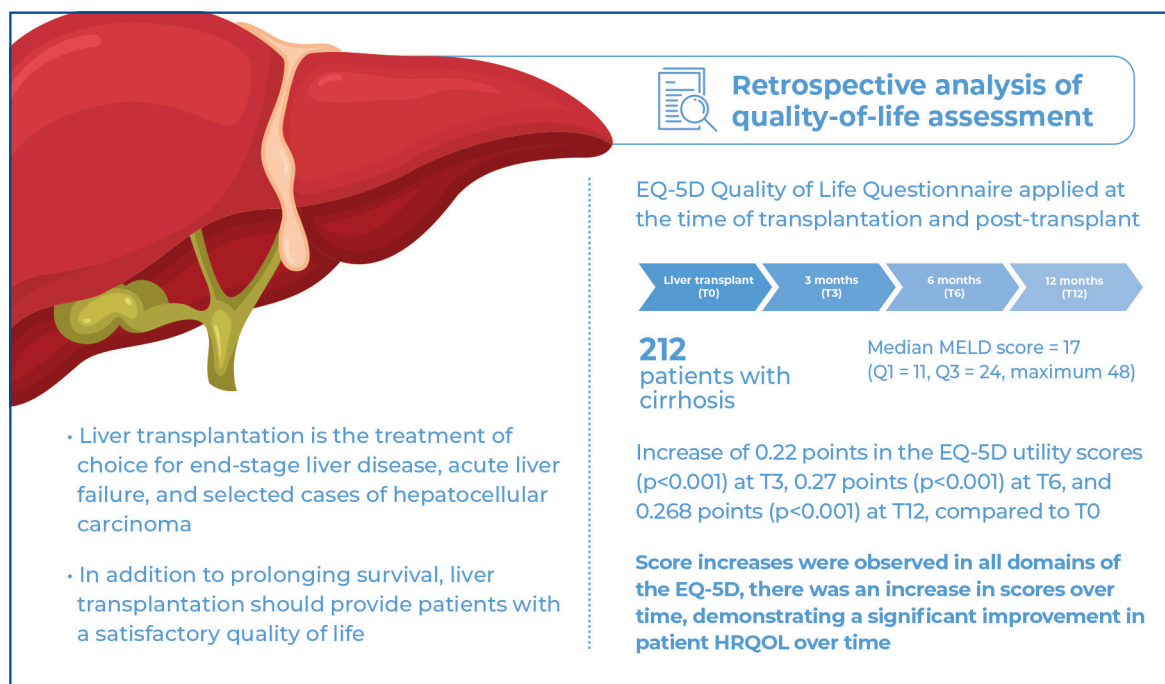 Retrospective analysis of
quality-of-life assessment
EQ-5D Quality of Life Questionnaire applied at
the time of transplantation and post-transplant
Liver transplant
(T0)
3 months
(T3)
6 months
(T6)
12 months
(T12)
212
patients with
cirrhosis
Median MELD score = 17
(Q1 = 11, Q3 = 24, maximum 48)
Increase of 0.22 points in the EQ-5D utility scores
(p<0.001) at T3, 0.27 points (p<0.001) at T6, and
0.268 points (p<0.001) at T12, compared to T0
Score increases were observed in all domains of
the EQ-5D, there was an increase in scores over
time, demonstrating a significant improvement in
patient HRQOL over time
• Liver transplantation is the treatment of
choice for end-stage liver disease, acute liver
failure, and selected cases of hepatocellular
carcinoma
• In addition to prolonging survival, liver
transplantation should provide patients with
a satisfactory quality of life